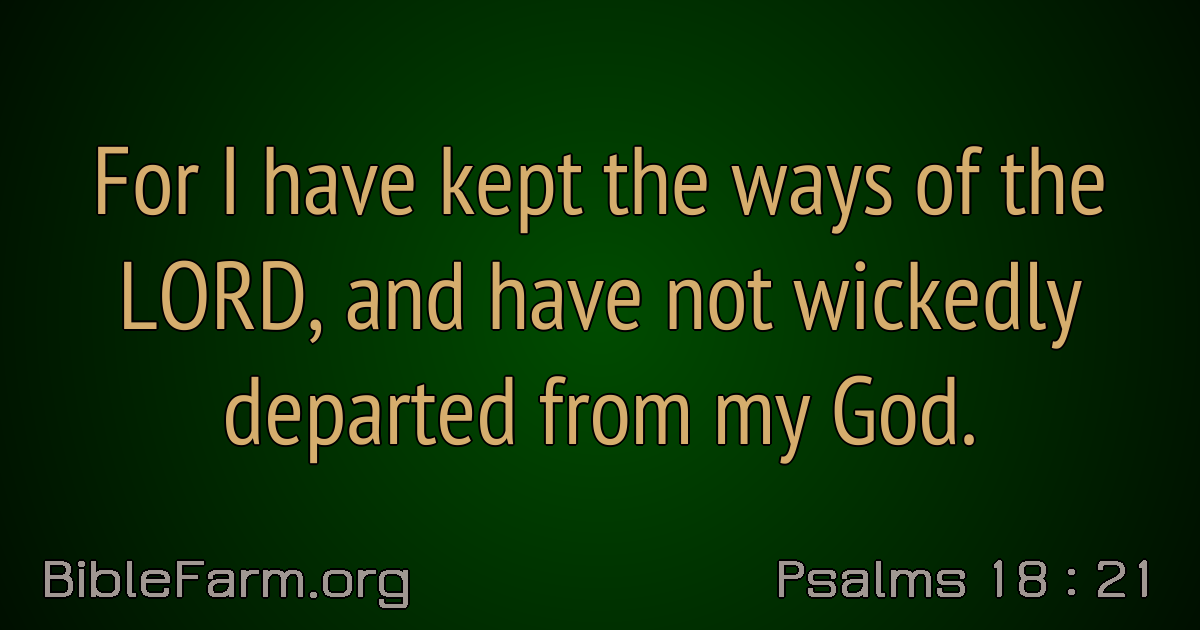 For I have kept the ways of the
LORD, and have not wickedly
departed from my God.
BibleFarm.org
Psalms 18 : 21